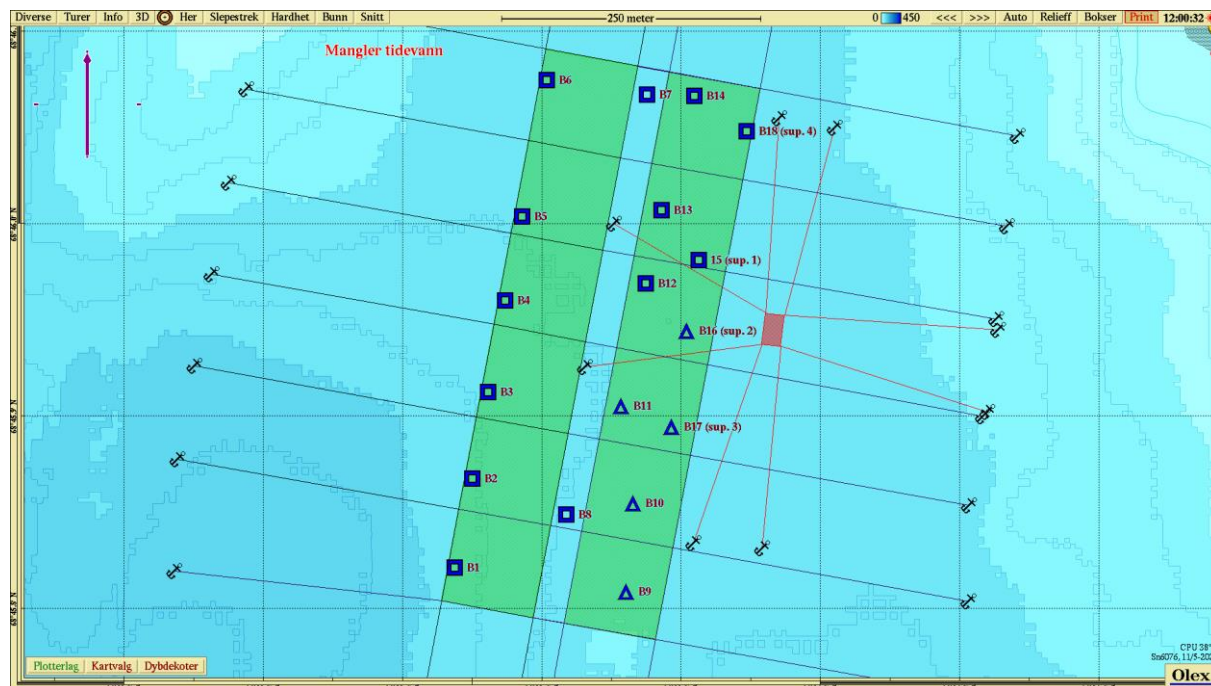 Diverse Turer Info 3D Her Slepestrek Hardhet Bunn Snitt 250 meter 0 450 <<< >>> Auto Relieff Bokser Print 12:00:32
Mangler tidevann
B6
B7
B14
B18 (sup. 4)
B5
B13
15 (sup. 1)
B12
B4
B16 (sup. 2)
B3
B11
B17 (sup. 3)
B2
B10
B8
B1
B9
CPU 38°
Plotterlag Kartvalg Dybdekoter
Olex